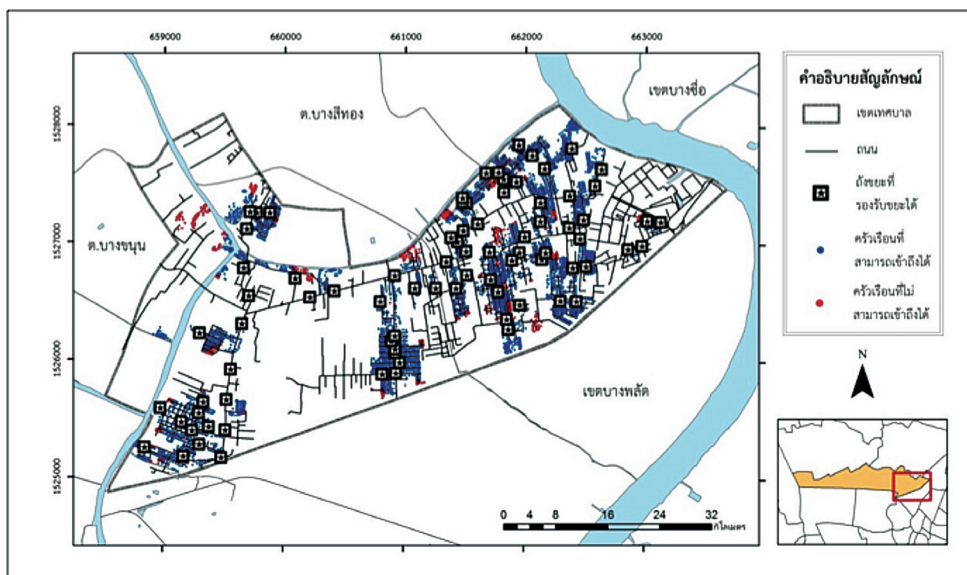 659000 660000 661000 662000 663000
1528000
1527000
1526000
1525000
ต.บางสีทอง
เขตบางซื่อ
ต.บางขนุน
เขตบางพลัด
0 4 8 16 24 32
กิโลเมตร
คำอธิบายสัญลักษณ์
เขตเทศบาล
ถนน
ถังขยะที่
รองรับขยะได้
ครัวเรือนที่
สามารถเข้าถึงได้
ครัวเรือนที่ไม่
สามารถเข้าถึงได้
N